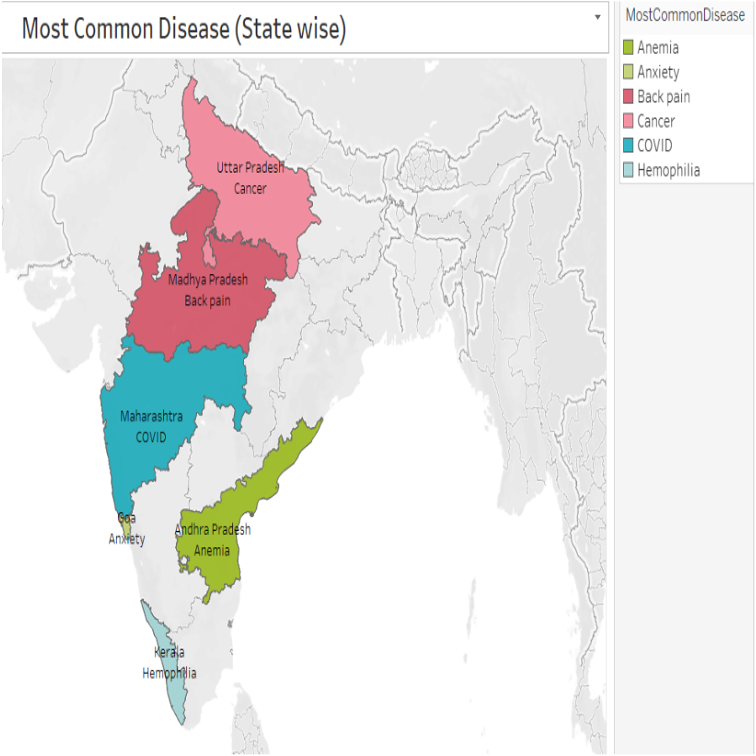 Most Common Disease (State wise)
MostCommonDisease
Anemia
Anxiety
Back pain
Cancer
COVID
Hemophilia
Uttar Pradesh
Cancer
Madhya Pradesh
Back pain
Maharashtra
COVID
Goa
Anxiety
Andhra Pradesh
Anemia
Kerala
Hemophilia